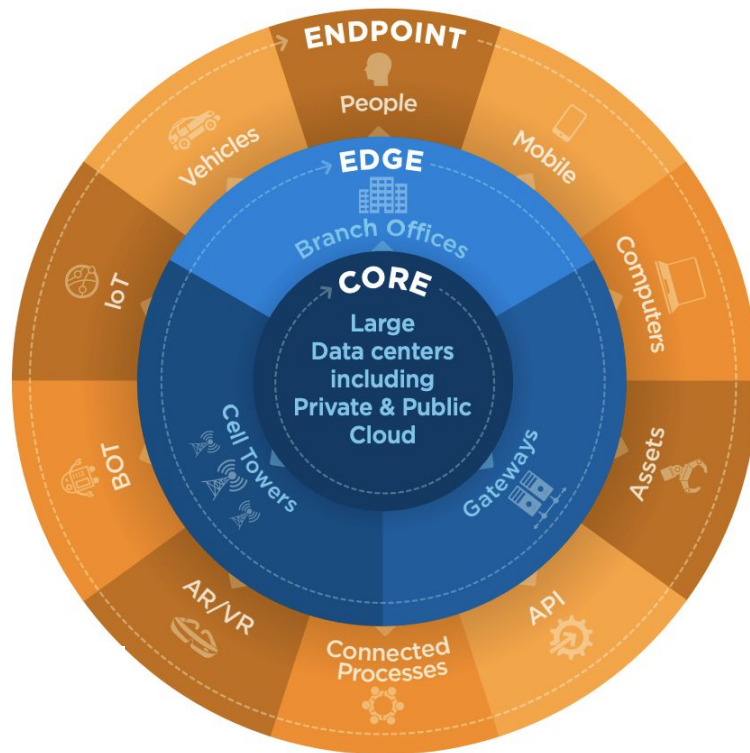 ENDPOINT
People
Mobile
Computers
Assets
API
Connected
Processes
AR/VR
BOT
IoT
Vehicles
EDGE
Branch Offices
Gateways
Cell Towers
CORE
Large
Data centers
including
Private & Public
Cloud